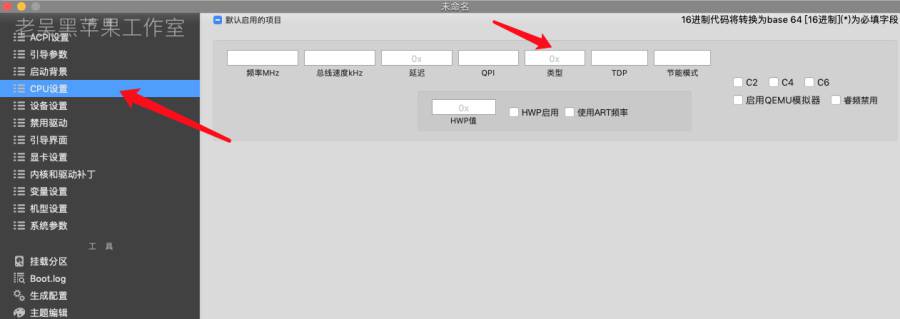 未命名
老吴黑苹果工作室
ACPI设置
引导参数
启动背景
CPU设置
设备设置
禁用驱动
引导界面
显卡设置
内核和驱动补丁
变量设置
机型设置
系统参数
工 具
挂载分区
Boot.log
生成配置
主题编辑
默认启用的项目
16进制代码将转换为base 64 [16进制](*)为必填字段
0x 0x
频率MHz 总线速度kHz 延迟 QPI 类型 TDP 节能模式
C2 C4 C6
启用QEMU模拟器 睿频禁用
0x
HWP启用 使用ART频率
HWP值